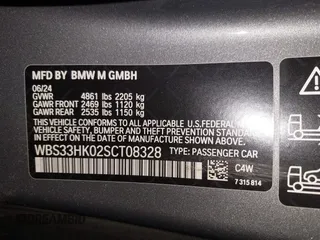 MFD BY BMW M GMBH
06/24
GVWR 4861 lbs 2205 kg
GAWR FRONT 2469 lbs 1120 kg
GAWR REAR 2535 lbs 1150 kg
THIS VEHICLE CONFORMS TO ALL APPLICABLE
FEDERAL MOTOR VEHICLE SAFETY, BUMPER,
AND THEFT PREVENTION STANDARDS IN EFFECT
ON THE DATE OF MANUFACTURE SHOWN ABOVE.
WBS33HK02SCT08328 TYPE: PASSENGER CAR
C4W
7 315 814